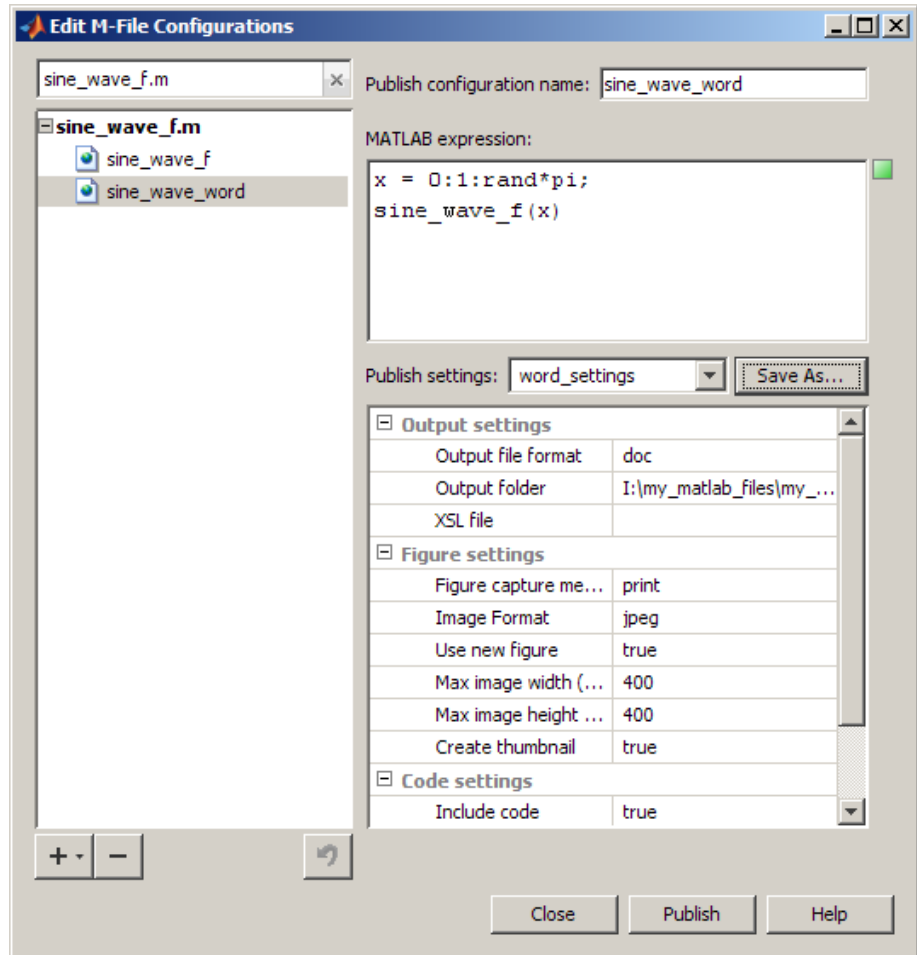 Edit M-File Configurations
sine_wave_f.m
Publish configuration name: sine_wave_word
sine_wave_f.m
sine_wave_f
sine_wave_word
MATLAB expression:
x = 0:1:rand*pi;
sine_wave_f(x)
Publish settings: word_settings Save As...
Output settings
Output file format doc
Output folder I:\my_matlab_files\my_...
XSL file
Figure settings
Figure capture me... print
Image Format jpeg
Use new figure true
Max image width (... 400
Max image height ... 400
Create thumbnail true
Code settings
Include code true
Close Publish Help